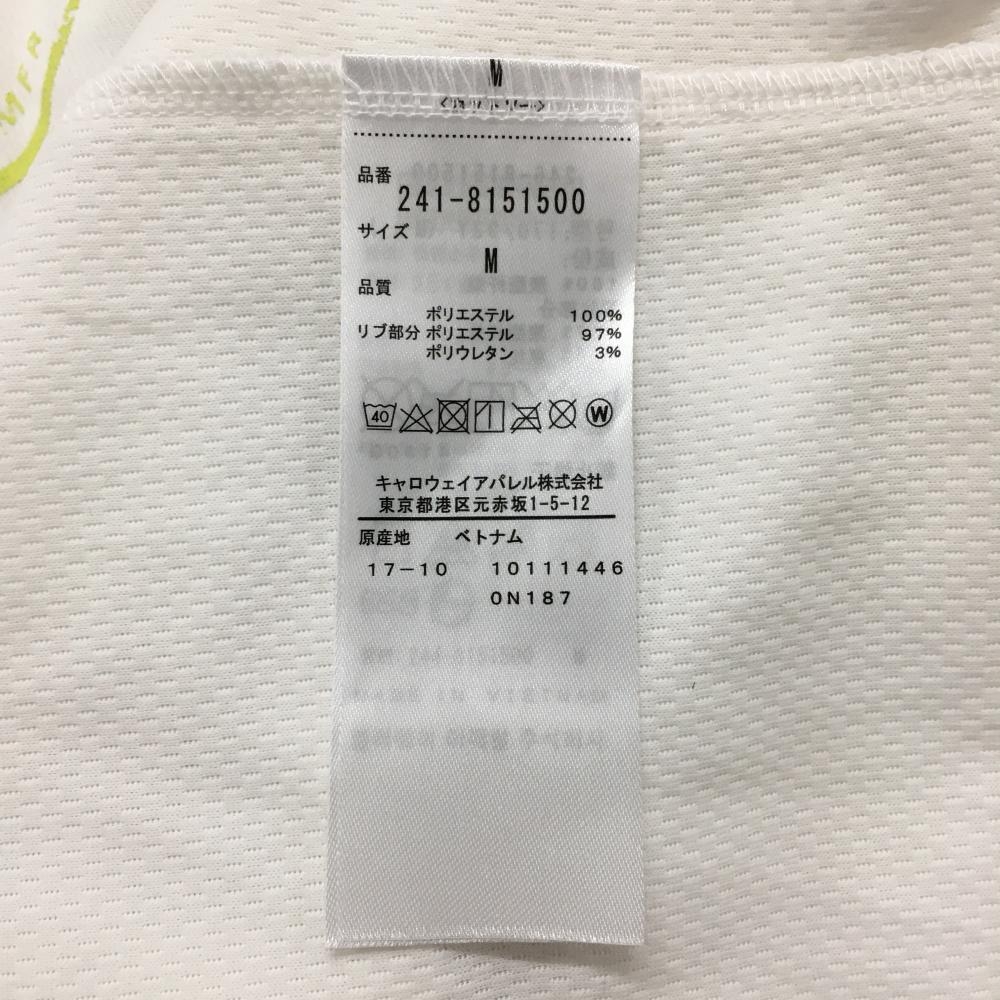 M
品番
241-8151500
サイズ
M
品質
ポリエステル 100%
リブ部分 ポリエステル 97%
ポリウレタン 3%
40 W
キャロウェイアパレル株式会社
東京都港区元赤坂1-5-12
原産地 ベトナム
17-10 10111446
0N187